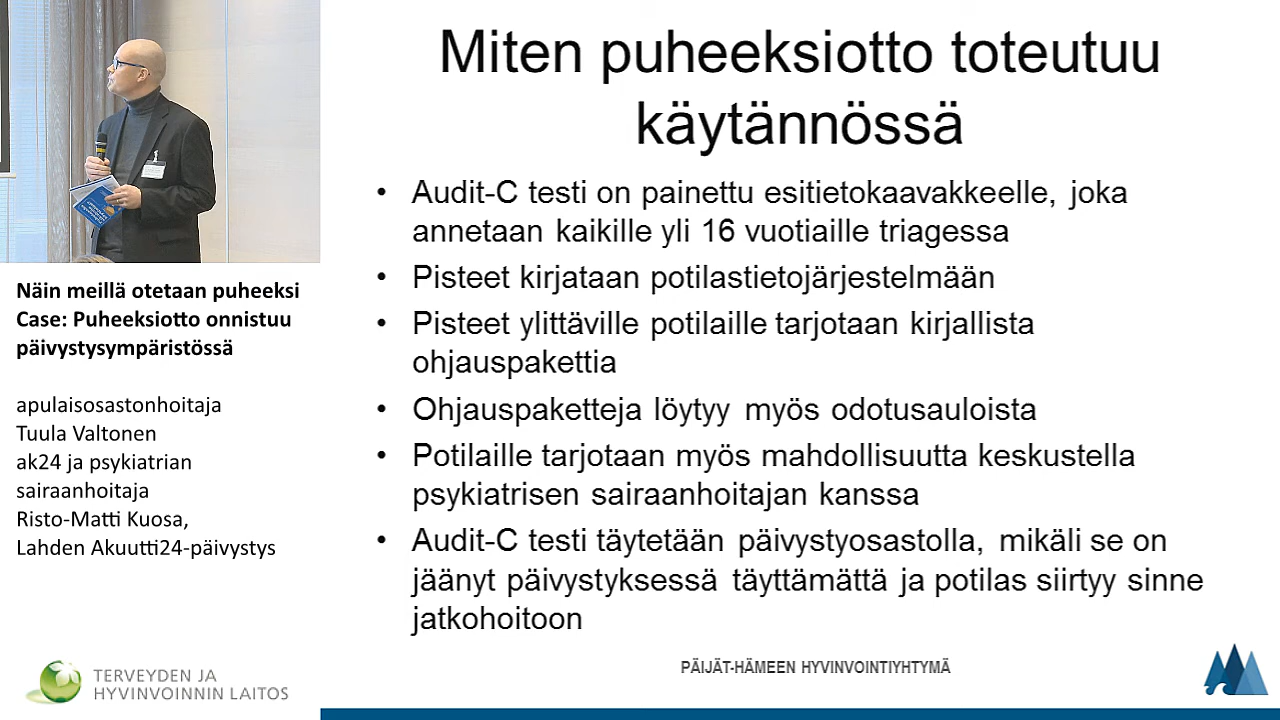 Miten puheeksiotto toteutuu
käytännössä
• Audit-C testi on painettu esitietokaavakkeelle, joka
annetaan kaikille yli 16 vuotiaille triagessa
• Pisteet kirjataan potilastietojärjestelmään
• Pisteet ylittäville potilaille tarjotaan kirjallista
ohjauspakettia
• Ohjauspaketteja löytyy myös odotusauloista
• Potilaille tarjotaan myös mahdollisuutta keskustella
psykiatrisen sairaanhoitajan kanssa
• Audit-C testi täytetään päivystyosastolla, mikäli se on
jäänyt päivystyksessä täyttämättä ja potilas siirtyy sinne
jatkohoitoon
PÄIJÄT-HÄMEEN HYVINVOINTIYHTYMÄ
Näin meillä otetaan puheeksi
Case: Puheeksiotto onnistuu
päivystysympäristössä
apulaisosastonhoitaja
Tuula Valtonen
ak24 ja psykiatrian
sairaanhoitaja
Risto-Matti Kuosa,
Lahden Akuutti24-päivystys
TERVEYDEN JA
HYVINVOINNIN LAITOS